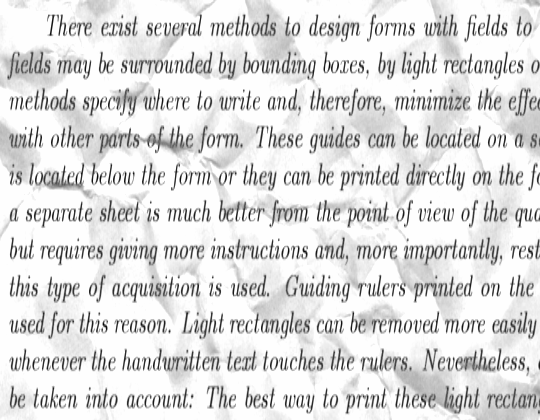 There exist several methods to design forms with fields to
fields may be surrounded by bounding boxes, by light rectangles
methods specify where to write and, therefore, minimize the
with other parts of the form. These guides can be located on a
is located below the form or they can be printed directly on the
a separate sheet is much better from the point of view of the
but requires giving more instructions and, more importantly,
this type of acquisition is used. Guiding rulers printed on the
used for this reason. Light rectangles can be removed more easily
whenever the handwritten text touches the rulers. Nevertheless,
be taken into account: The best way to print these light